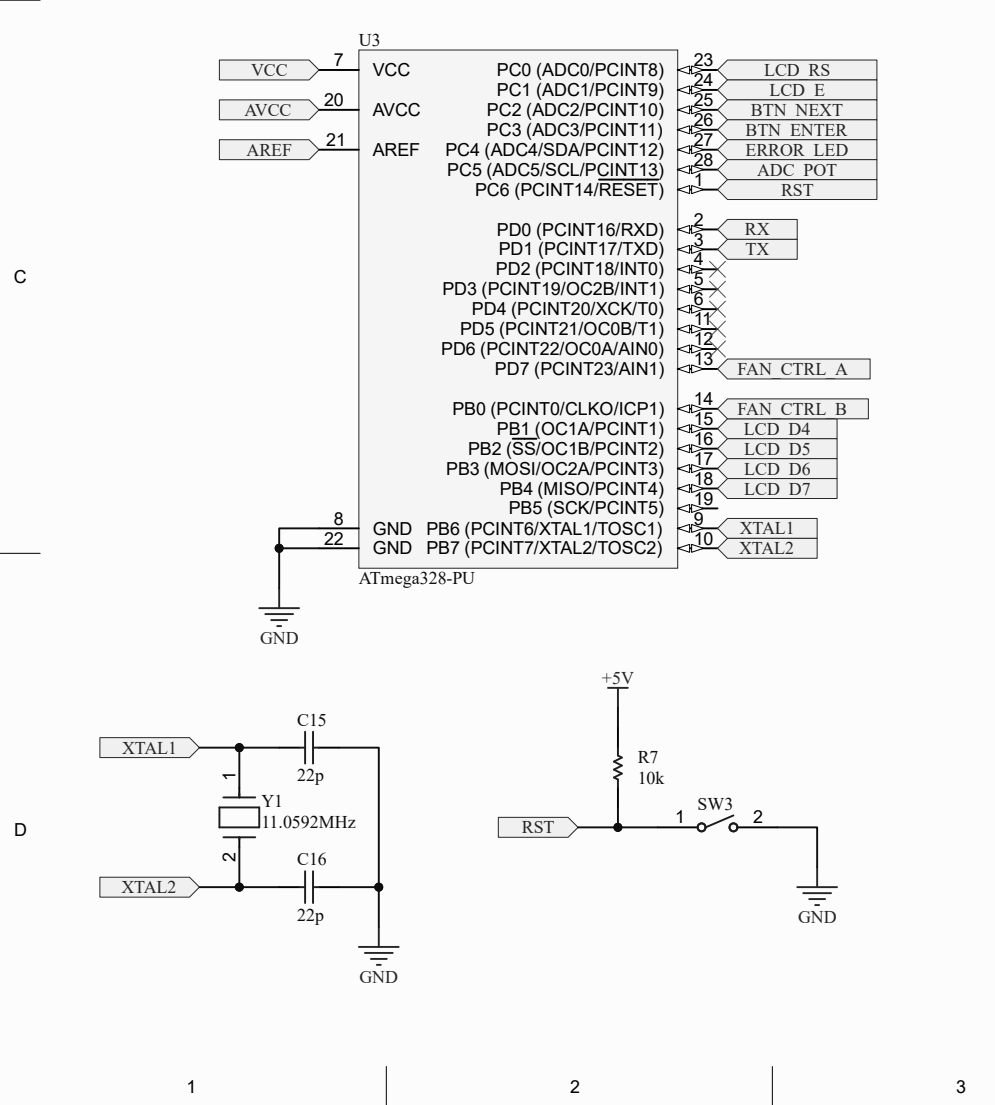 U3
VCC 7 VCC PC0 (ADC0/PCINT8) 23 LCD_RS
PC1 (ADC1/PCINT9) 24 LCD_E
AVCC 20 AVCC PC2 (ADC2/PCINT10) 25 BTN_NEXT
PC3 (ADC3/PCINT11) 26 BTN_ENTER
AREF 21 AREF PC4 (ADC4/SDA/PCINT12) 27 ERROR_LED
PC5 (ADC5/SCL/PCINT13) 28 ADC_POT
PC6 (PCINT14/RESET) 1 RST
PD0 (PCINT16/RXD) 2 RX
PD1 (PCINT17/TXD) 3 TX
PD2 (PCINT18/INT0) 4
C
PD3 (PCINT19/OC2B/INT1) 5
PD4 (PCINT20/XCK/T0) 6
PD5 (PCINT21/OC0B/T1) 11
PD6 (PCINT22/OC0A/AIN0) 12
PD7 (PCINT23/AIN1) 13 FAN_CTRL_A
PB0 (PCINT0/CLKO/ICP1) 14 FAN_CTRL_B
PB1 (OC1A/PCINT1) 15 LCD_D4
PB2 (SS/OC1B/PCINT2) 16 LCD_D5
PB3 (MOSI/OC2A/PCINT3) 17 LCD_D6
PB4 (MISO/PCINT4) 18 LCD_D7
PB5 (SCK/PCINT5) 19
8 GND PB6 (PCINT6/XTAL1/TOSC1) 9 XTAL1
22 GND PB7 (PCINT7/XTAL2/TOSC2) 10 XTAL2
ATmega328-PU
GND
+5V
C15
XTAL1
22p
1
R7
10k
Y1
11.0592MHz
SW3
D
RST 1 2
2
C16
XTAL2
22p
GND
GND
1 2 3